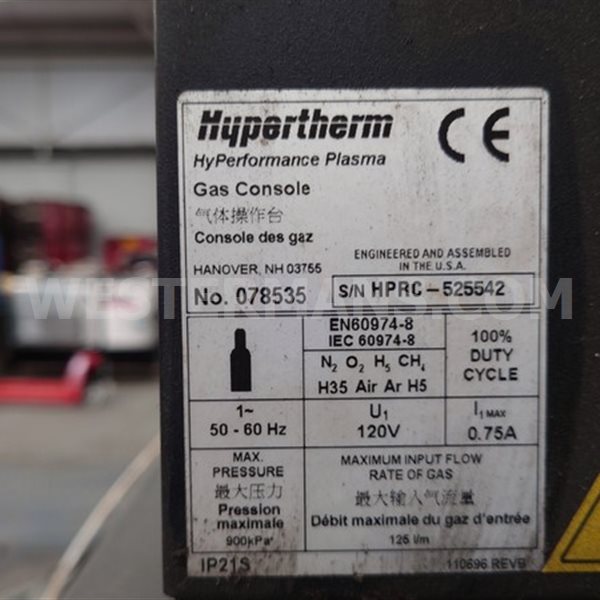 Hypertherm
CE
HyPerformance Plasma
Gas Console
气体操作台
Console des gaz
ENGINEERED AND ASSEMBLED
IN THE U.S.A.
HANOVER, NH 03755
No. 078535
S/N HPRC-525542
WESTERMANS.COM
EN60974-8
IEC 60974-8
N₂ O₂ H₅ CH₄
H35 Air Ar H5
100%
DUTY
CYCLE
1~
50 - 60 Hz
U₁
120V
I₁ MAX
0.75A
MAX.
PRESSURE
最大压力
Pression
maximale
900kPa
MAXIMUM INPUT FLOW
RATE OF GAS
最大输入气流量
Débit maximale du gaz d'entrée
125 l/m
IP21S
110696 REVB